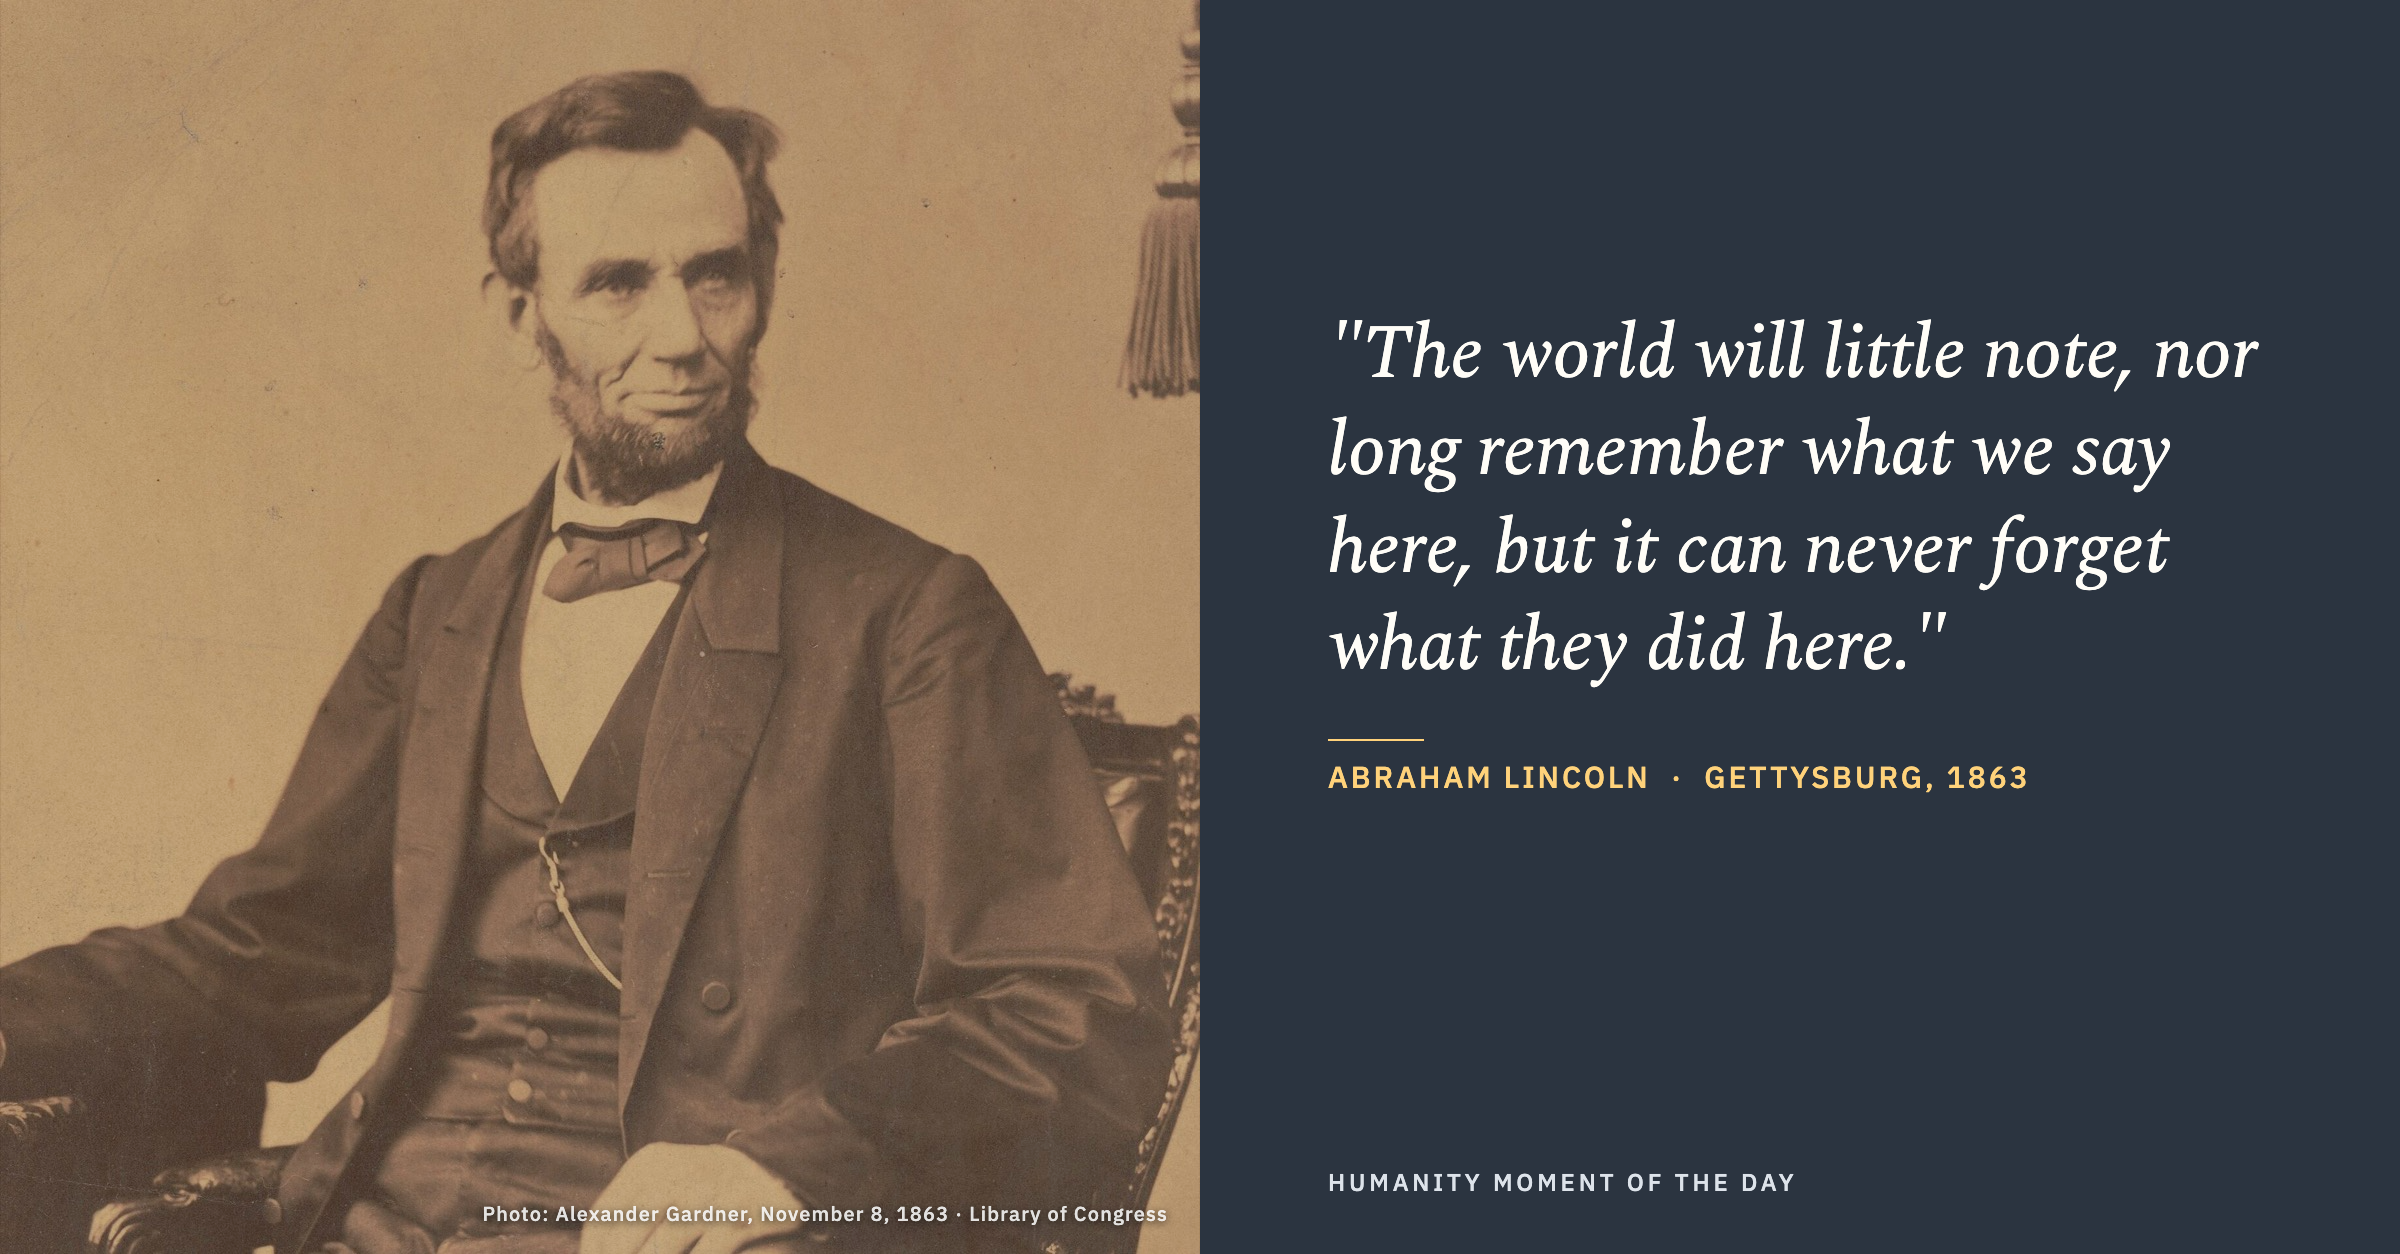 "The world will little note, nor
long remember what we say
here, but it can never forget
what they did here."
ABRAHAM LINCOLN · GETTYSBURG, 1863
HUMANITY MOMENT OF THE DAY
Photo: Alexander Gardner, November 8, 1863 · Library of Congress